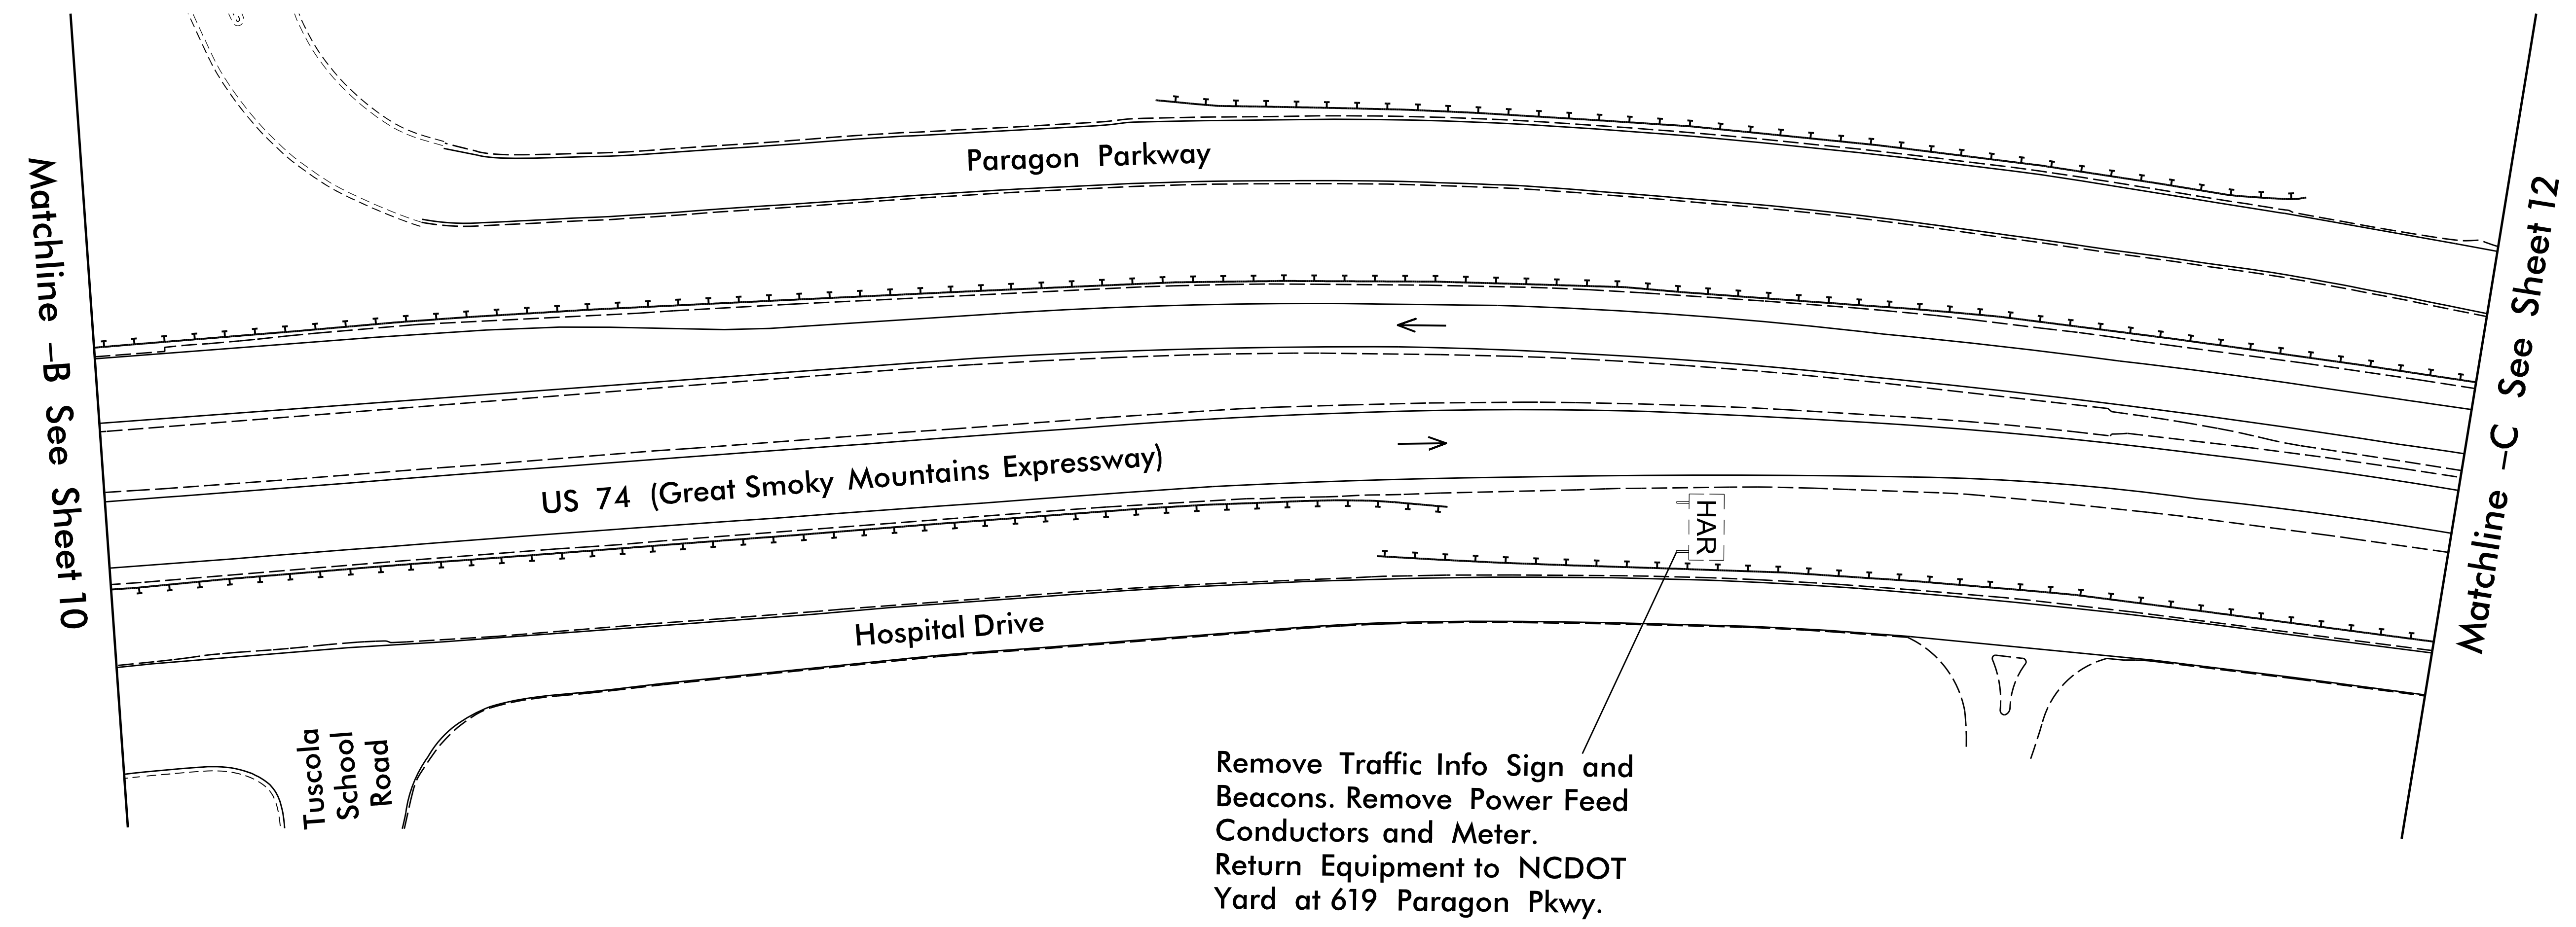 Paragon Parkway
Matchline -B See Sheet 10
Matchline -C See Sheet 12
US 74 (Great Smoky Mountains Expressway)
HAR
Hospital Drive
Tuscola
School
Road
Remove Traffic Info Sign and
Beacons. Remove Power Feed
Conductors and Meter.
Return Equipment to NCDOT
Yard at 619 Paragon Pkwy.